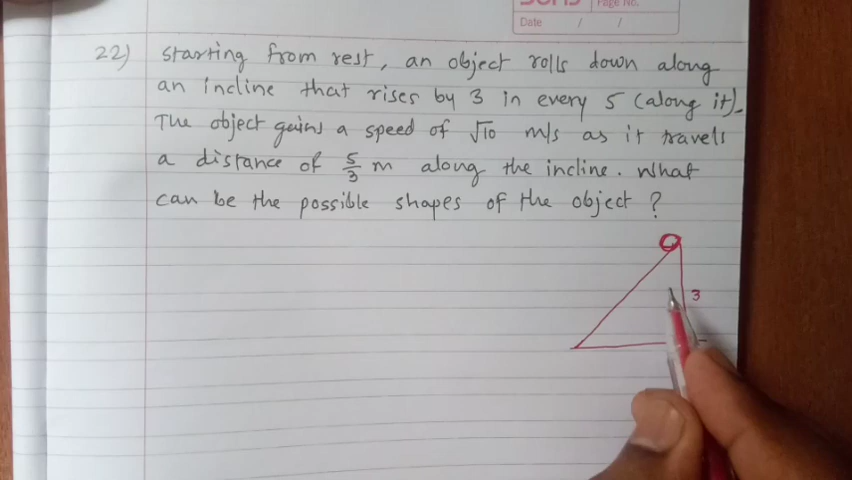 Page No.
Date / /
22) starting from rest, an object rolls down along
an incline that rises by 3 in every 5 (along it).
The object gains a speed of √10 m/s as it travels
a distance of 5/3 m along the incline. What
can be the possible shapes of the object ?
3